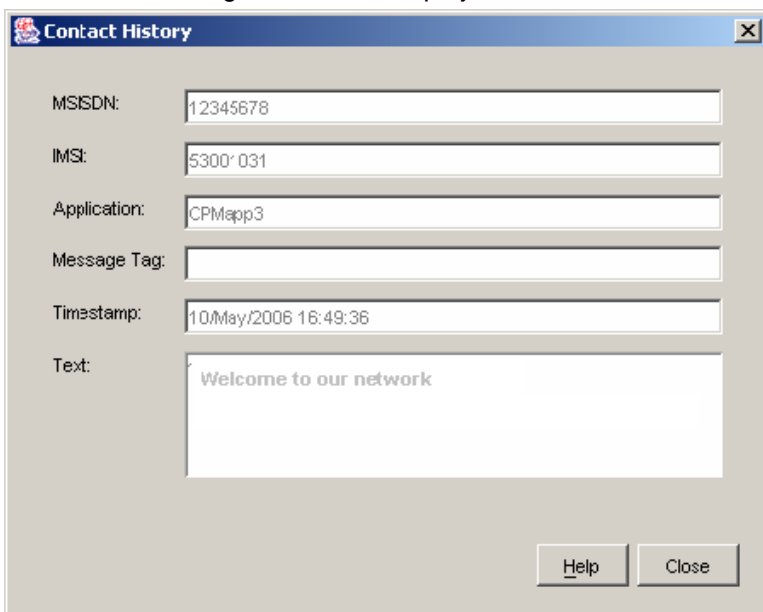 Contact History
MSISDN:
12345678
IMSI:
53001031
Application:
CPMapp3
Message Tag:
Timestamp:
10/May/2006 16:49:36
Text:
Welcome to our network
Help
Close